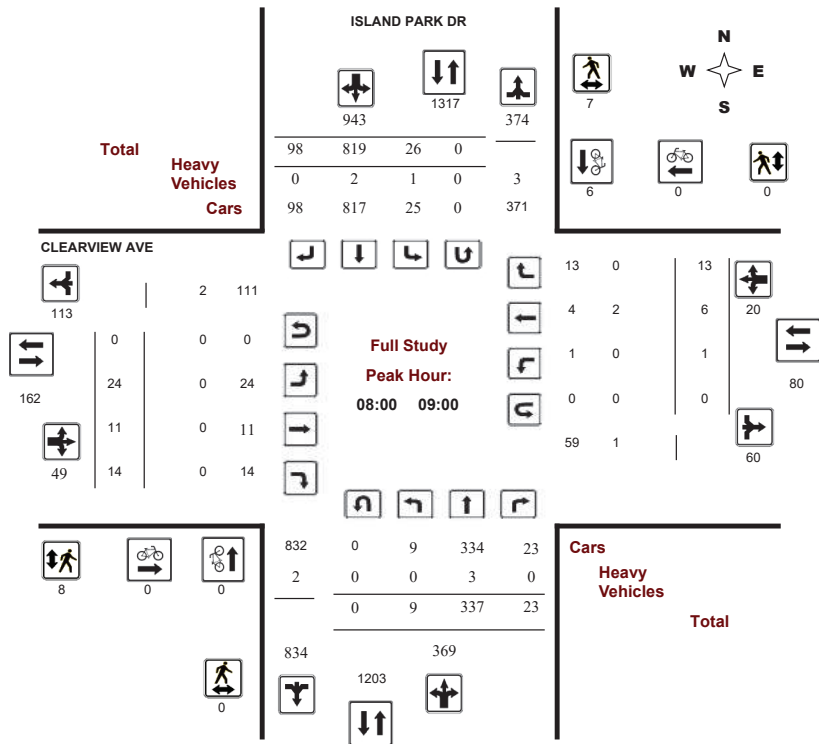 ISLAND PARK DR
N
W E
S
1317
7
943 374
Total 98 819 26 0
Heavy Vehicles 0 2 1 0 3
6 0 0
Cars 98 817 25 0 371
CLEARVIEW AVE
13 0 13
2 111
113
4 2 6 20
0 0 0
Full Study
1 0 1
Peak Hour:
162 24 0 24
80
08:00 09:00
0 0 0
11 0 11
59 1 60
49 14 0 14
832 0 9 334 23 Cars
2 0 0 3 0 Heavy Vehicles
8 0 0
0 9 337 23 Total
834 369
1203
0